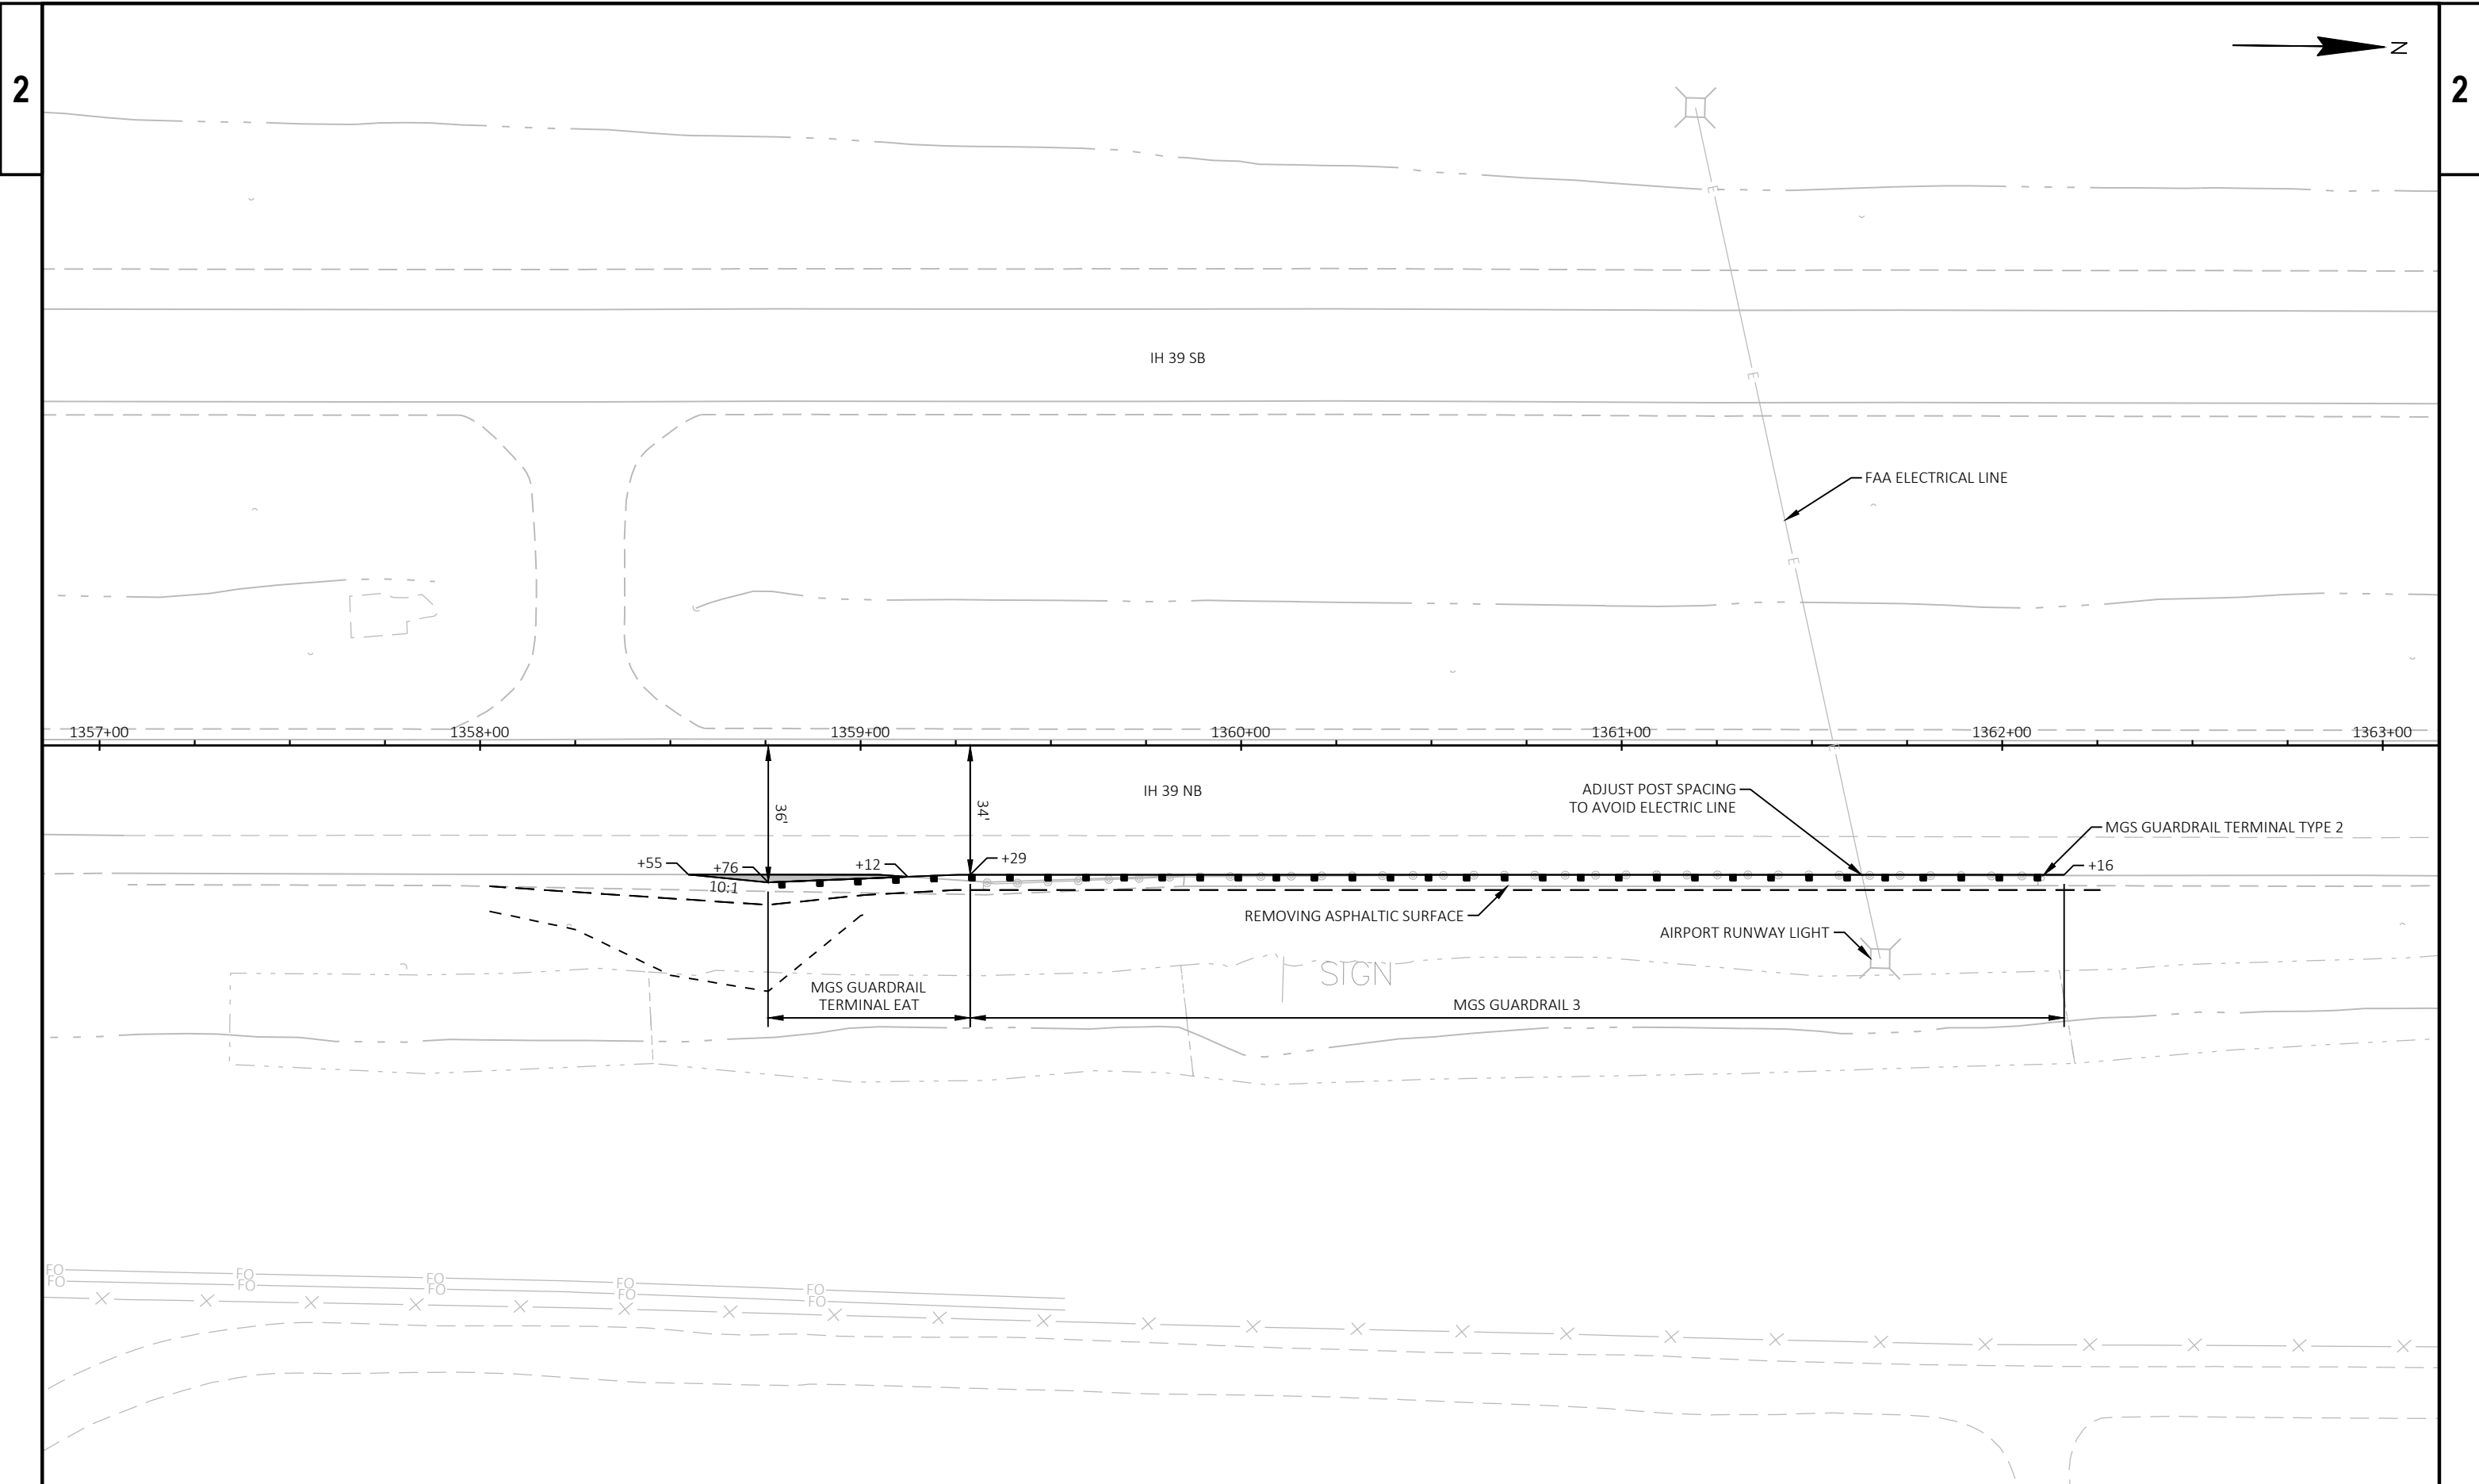 2
2
N
E
IH 39 SB
E
FAA ELECTRICAL LINE
E
1357+00
1358+00
1359+00
1360+00
1361+00
1362+00
1363+00
E
36'
34'
IH 39 NB
ADJUST POST SPACING
TO AVOID ELECTRIC LINE
MGS GUARDRAIL TERMINAL TYPE 2
+55
+76
+12
+29
+16
10:1
REMOVING ASPHALTIC SURFACE
AIRPORT RUNWAY LIGHT
SIGN
MGS GUARDRAIL
TERMINAL EAT
MGS GUARDRAIL 3
FO
FO
FO
FO
FO
FO
FO
FO
FO
FO